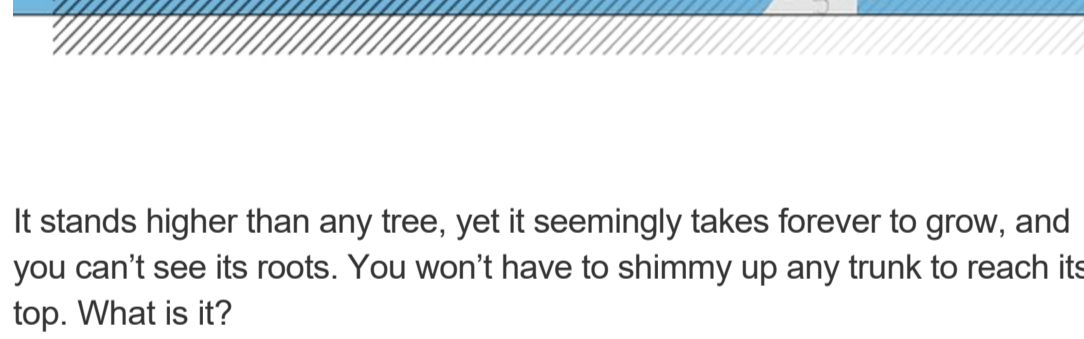 It stands higher than any tree, yet it seemingly takes forever to grow, and
you can’t see its roots. You won’t have to shimmy up any trunk to reach its
top. What is it?